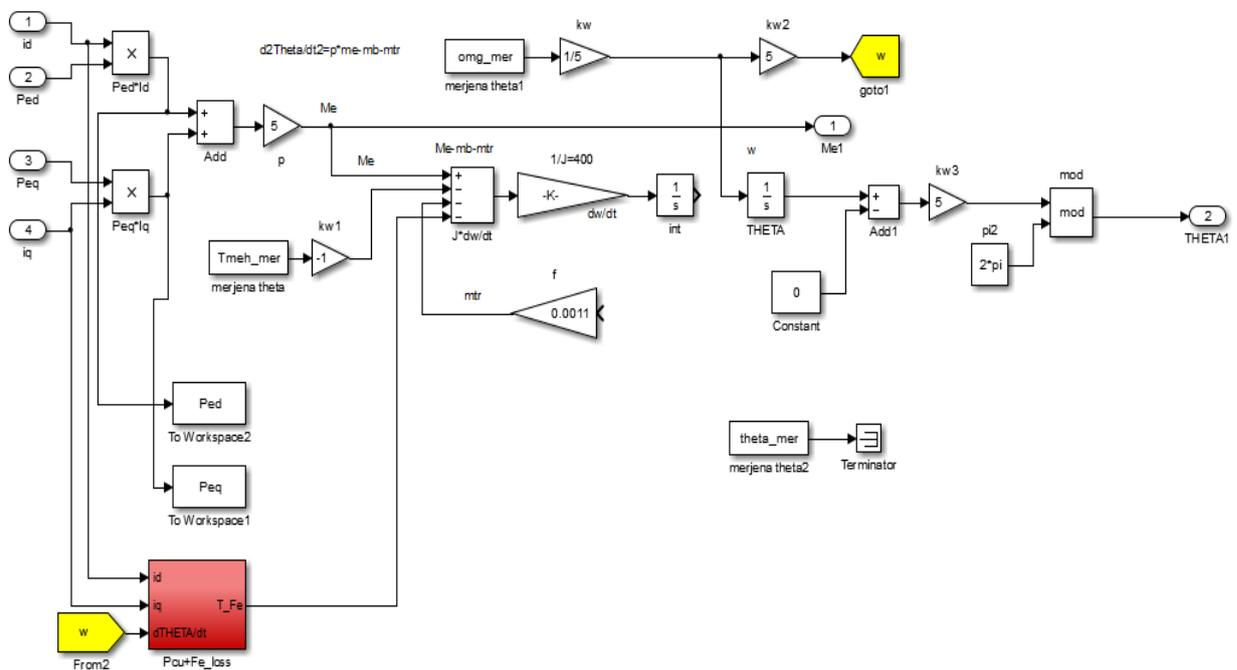 1
id
2
Ped
×
Ped*Id
d2Theta/dt2=p*me-mb-mtr
omg_mer
merjena theta1
kw
1/5
kw2
5
w
goto1
+
+
Add
5
p
Me
1
Me1
3
Peq
×
Peq*Iq
4
iq
Me
Me-mb-mtr
+
−
−
−
J*dw/dt
1/J=400
-K-
dw/dt
1
s
int
w
1
s
THETA
+
−
Add1
kw3
5
mod
mod
2
THETA1
pi2
2*pi
kw1
-1
Tmeh_mer
merjena theta
mtr
f
0.0011
0
Constant
Ped
To Workspace2
theta_mer
merjena theta2
Terminator
Peq
To Workspace1
id
iq
dTHETA/dt
T_Fe
w
From2
Pcu+Fe_loss